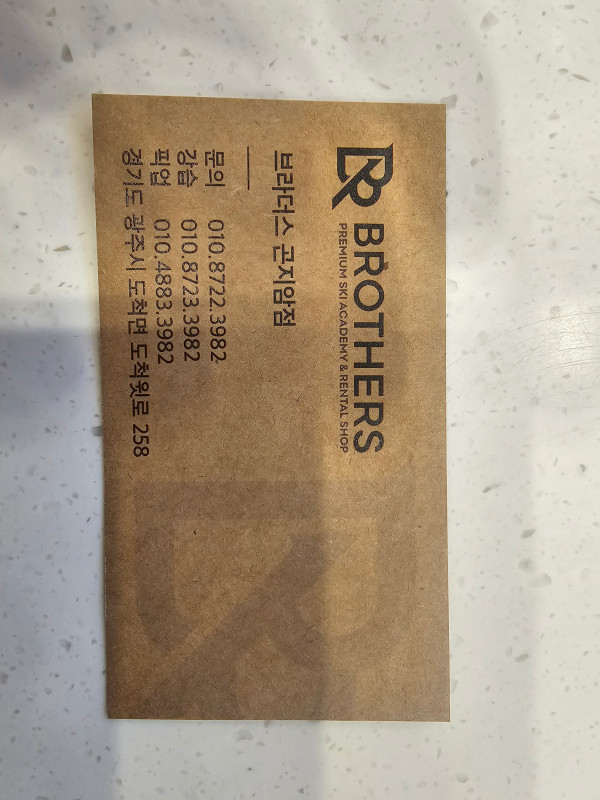 BROTHERS
PREMIUM SKI ACADEMY & RENTAL SHOP
브라더스 곤지암점
문의 010.8722.3982
강습 010.8723.3982
픽업 010.4883.3982
경기도 광주시 도척면 도척윗로 258